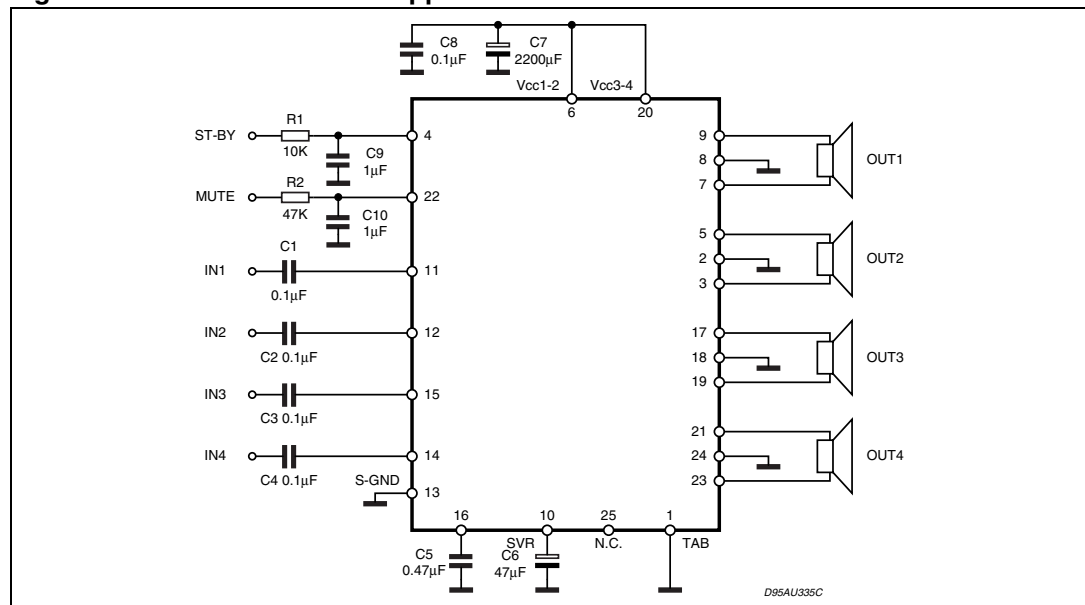 C8
0.1µF
C7
2200µF
Vcc1-2
Vcc3-4
6
20
ST-BY
R1
10K
4
C9
1µF
MUTE
R2
47K
22
C10
1µF
IN1
C1
0.1µF
11
IN2
C2 0.1µF
12
IN3
C3 0.1µF
15
IN4
C4 0.1µF
14
S-GND
13
9
8
7
OUT1
5
2
3
OUT2
17
18
19
OUT3
21
24
23
OUT4
16
10
25
1
SVR
N.C.
TAB
C5
0.47µF
C6
47µF
D95AU335C